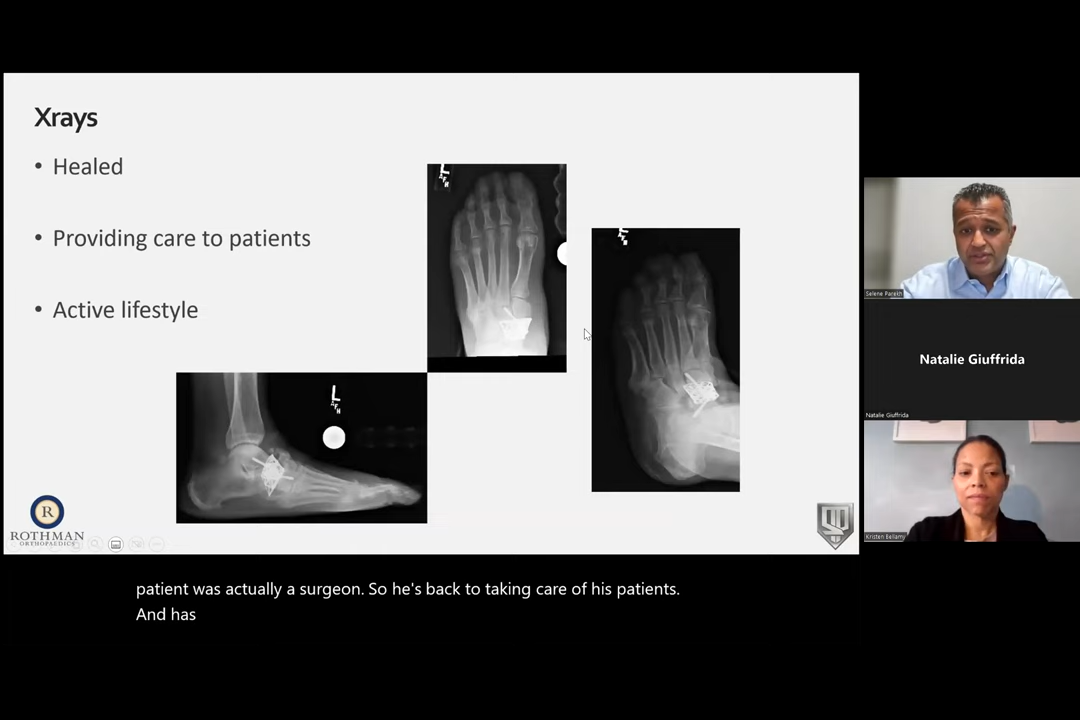 Xrays
• Healed
• Providing care to patients
• Active lifestyle
L
L
R
ROTHMAN
ORTHOPAEDICS
Selene Parekh
Natalie Giuffrida
Natalie Giuffrida
Kristen Bellamy
patient was actually a surgeon. So he's back to taking care of his patients.
And has